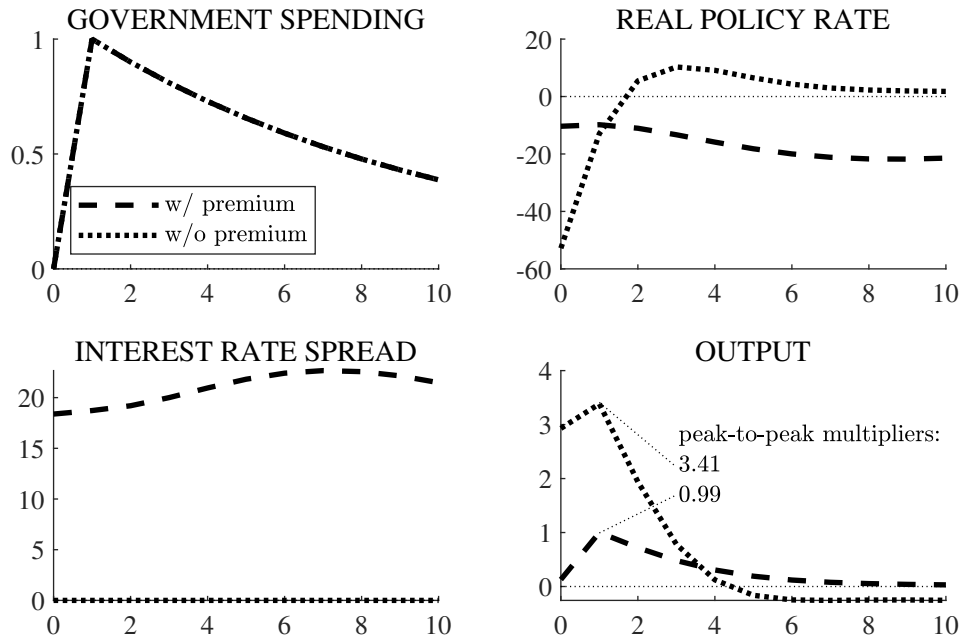 GOVERNMENT SPENDING
1
0.5
0
w/ premium
w/o premium
0 2 4 6 8 10
REAL POLICY RATE
20
0
-20
-40
-60
0 2 4 6 8 10
INTEREST RATE SPREAD
20
15
10
5
0
0 2 4 6 8 10
OUTPUT
4
3
2
1
0
peak-to-peak multipliers:
3.41
0.99
0 2 4 6 8 10